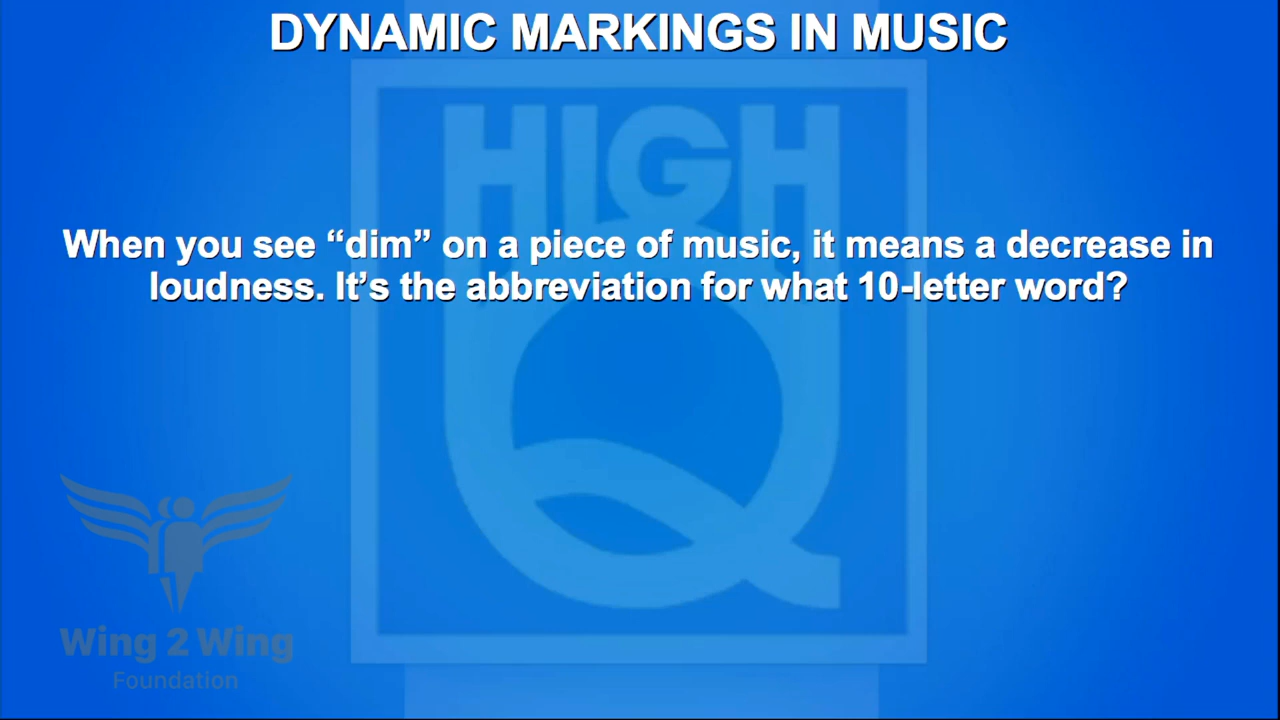 DYNAMIC MARKINGS IN MUSIC
HIGH
Q
When you see “dim” on a piece of music, it means a decrease in
loudness. It’s the abbreviation for what 10-letter word?
Wing 2 Wing
Foundation